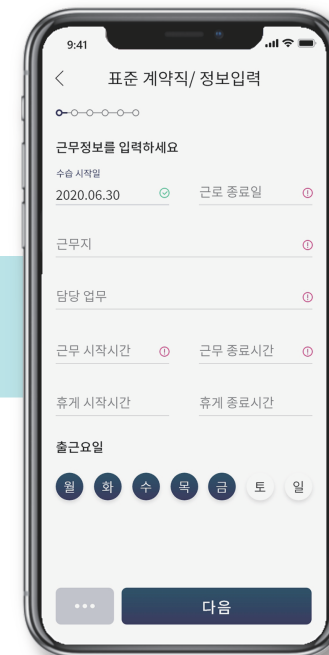 9:41
표준 계약직/ 정보입력
근무정보를 입력하세요
수습 시작일
2020.06.30 근로 종료일
근무지
담당 업무
근무 시작시간 근무 종료시간
휴게 시작시간 휴게 종료시간
출근요일
월 화 수 목 금 토 일
다음